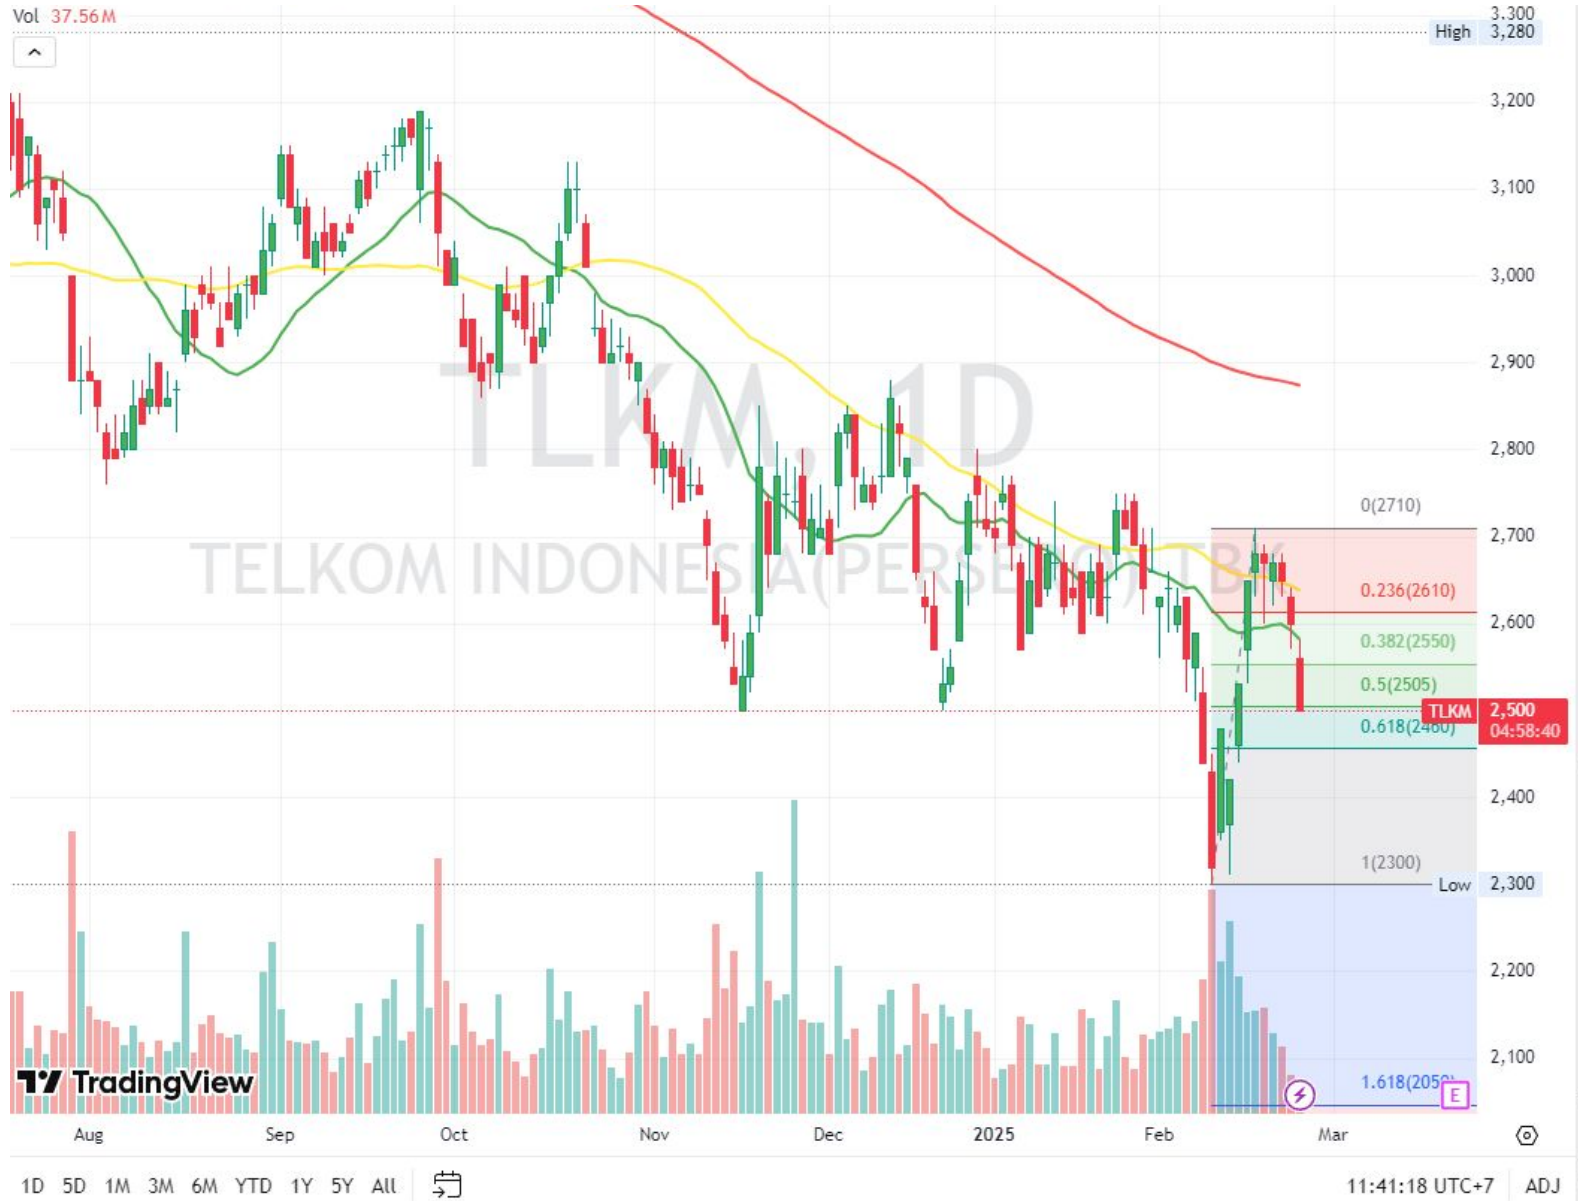 Vol 37.56M
3.300
High 3,280
3,200
3,100
3,000
2,900
2,800
2,700
2,600
TLKM 2,500
04:58:40
2,400
Low 2,300
2,200
2,100
TLKM, 1D
TELKOM INDONESIA(PERSERO) TBK
0(2710)
0.236(2610)
0.382(2550)
0.5(2505)
0.618(2460)
1(2300)
1.618(2050)
E
TradingView
Aug Sep Oct Nov Dec 2025 Feb Mar
1D 5D 1M 3M 6M YTD 1Y 5Y All 11:41:18 UTC+7 ADJ